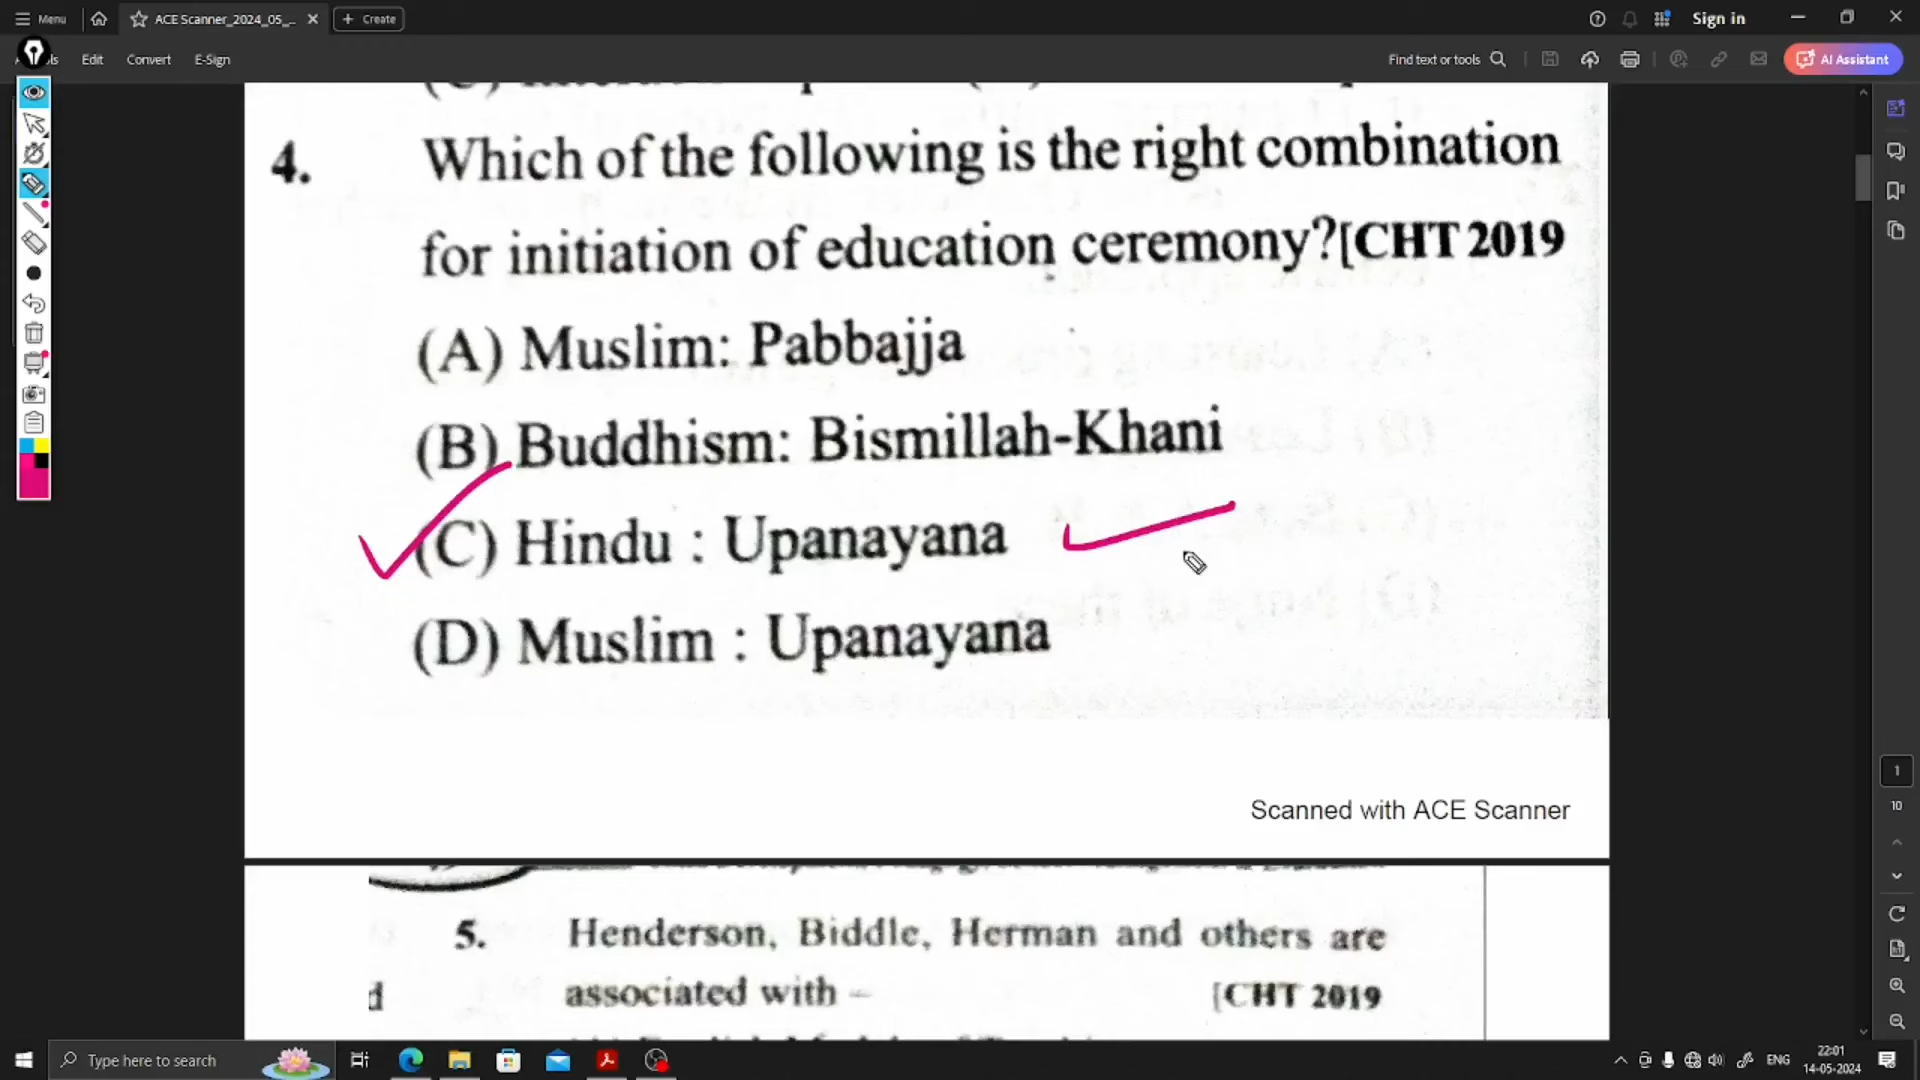 Menu
ACE Scanner_2024_05_...
Create
Sign in
Edit
Convert
E-Sign
Find text or tools
AI Assistant
4. Which of the following is the right combination
for initiation of education ceremony?[CHT 2019
(A) Muslim: Pabbajja
(B) Buddhism: Bismillah-Khani
(C) Hindu : Upanayana
(D) Muslim : Upanayana
Scanned with ACE Scanner
5. Henderson, Biddle, Herman and others are
associated with – [CHT 2019
1
10
Type here to search
ENG
22:01
14-05-2024